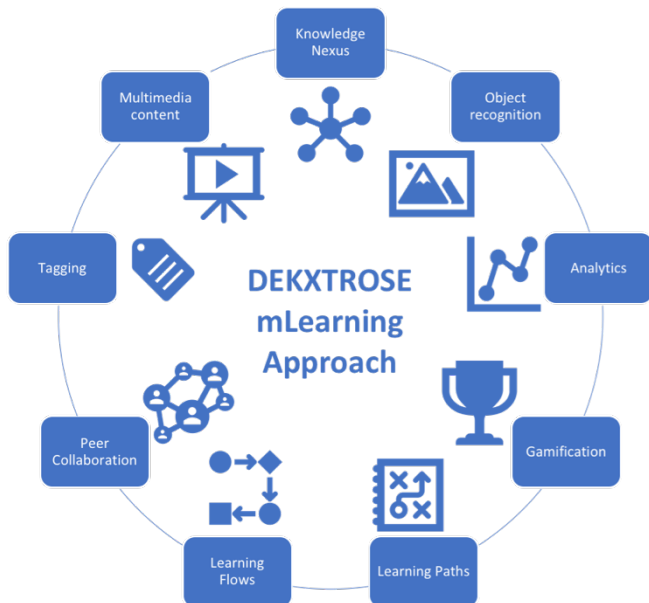 Knowledge
Nexus
Multimedia
content
Object
recognition
Tagging
Analytics
DEKXTROSE
mLearning
Approach
Peer
Collaboration
Gamification
Learning
Flows
Learning Paths